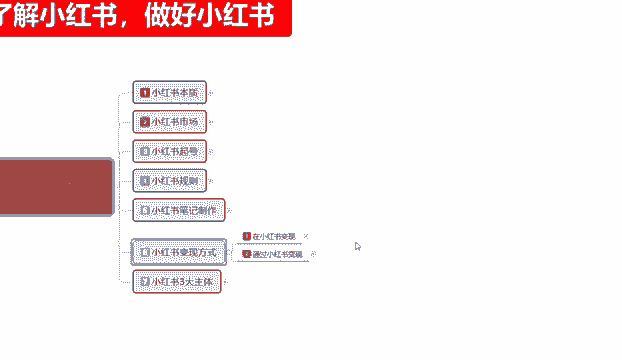 了解小红书，做好小红书
1 小红书本质
2 小红书市场
3 小红书起号
4 小红书规则
5 小红书笔记制作
6 小红书变现方式
1 在小红书变现
2 通过小红书变现
7 小红书3大主体